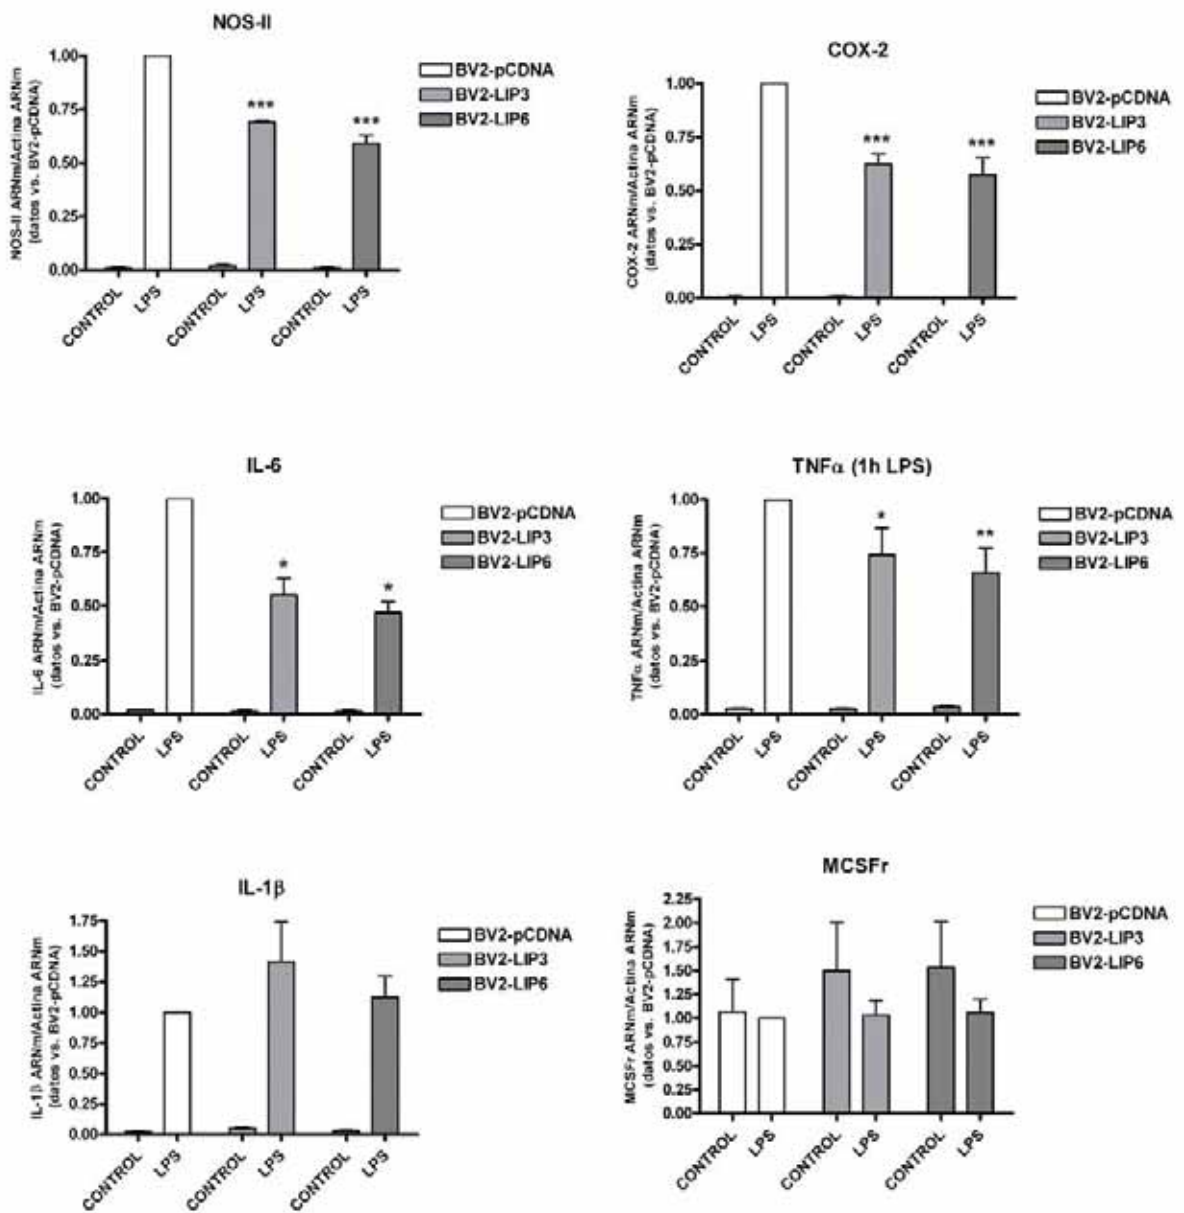 NOS-II
NOS-II ARNm/Actina ARNm
(datos vs. BV2-pCDNA)
1.00
0.75
0.50
0.25
0.00
***
***
CONTROL
LPS
CONTROL
LPS
CONTROL
LPS
BV2-pCDNA
BV2-LIP3
BV2-LIP6
COX-2
COX-2 ARNm/Actina ARNm
(datos vs. BV2-pCDNA)
1.00
0.75
0.50
0.25
0.00
***
***
CONTROL
LPS
CONTROL
LPS
CONTROL
LPS
BV2-pCDNA
BV2-LIP3
BV2-LIP6
IL-6
IL-6 ARNm/Actina ARNm
(datos vs. BV2-pCDNA)
1.00
0.75
0.50
0.25
0.00
*
*
CONTROL
LPS
CONTROL
LPS
CONTROL
LPS
BV2-pCDNA
BV2-LIP3
BV2-LIP6
TNFα (1h LPS)
TNFα ARNm/Actina ARNm
(datos vs. BV2-pCDNA)
1.00
0.75
0.50
0.25
0.00
*
**
CONTROL
LPS
CONTROL
LPS
CONTROL
LPS
BV2-pCDNA
BV2-LIP3
BV2-LIP6
IL-1β
IL-1β ARNm/Actina ARNm
(datos vs. BV2-pCDNA)
1.75
1.50
1.25
1.00
0.75
0.50
0.25
0.00
CONTROL
LPS
CONTROL
LPS
CONTROL
LPS
BV2-pCDNA
BV2-LIP3
BV2-LIP6
MCSFr
MCSFr ARNm/Actina ARNm
(datos vs. BV2-pCDNA)
2.25
2.00
1.75
1.50
1.25
1.00
0.75
0.50
0.25
0.00
CONTROL
LPS
CONTROL
LPS
CONTROL
LPS
BV2-pCDNA
BV2-LIP3
BV2-LIP6